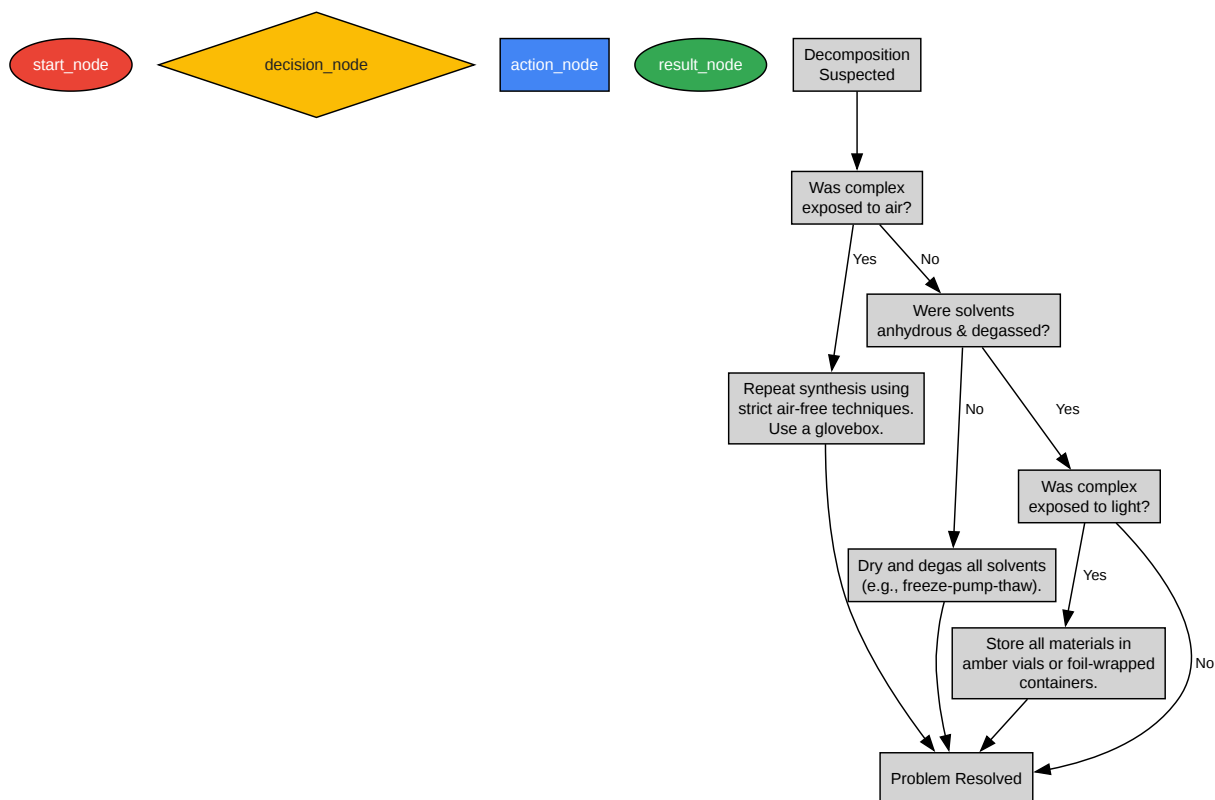 start_node
decision_node
action_node
result_node
Decomposition
Suspected
Was complex
exposed to air?
Yes
No
Were solvents
anhydrous & degassed?
Repeat synthesis using
strict air-free techniques.
Use a glovebox.
No
Yes
Was complex
exposed to light?
Dry and degas all solvents
(e.g., freeze-pump-thaw).
Yes
Store all materials in
amber vials or foil-wrapped
containers.
No
Problem Resolved